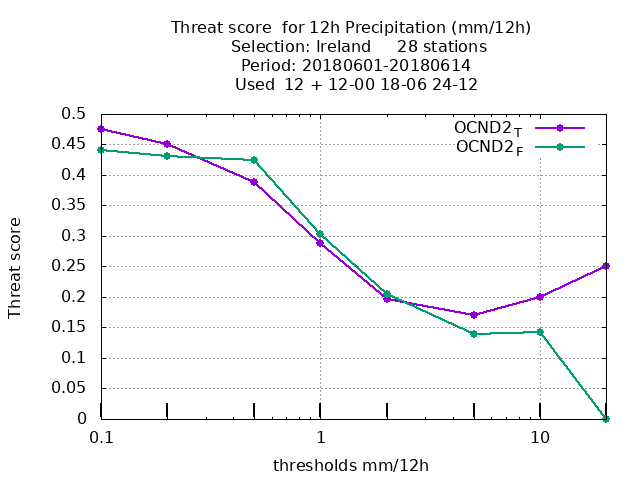 Threat score  for 12h Precipitation (mm/12h)
Selection: Ireland     28 stations
Period: 20180601-20180614
Used  12 + 12-00 18-06 24-12
OCND2T
OCND2F
0.5
0.45
0.4
0.35
0.3
0.25
0.2
0.15
0.1
0.05
0
Threat score
0.1 1 10
thresholds mm/12h